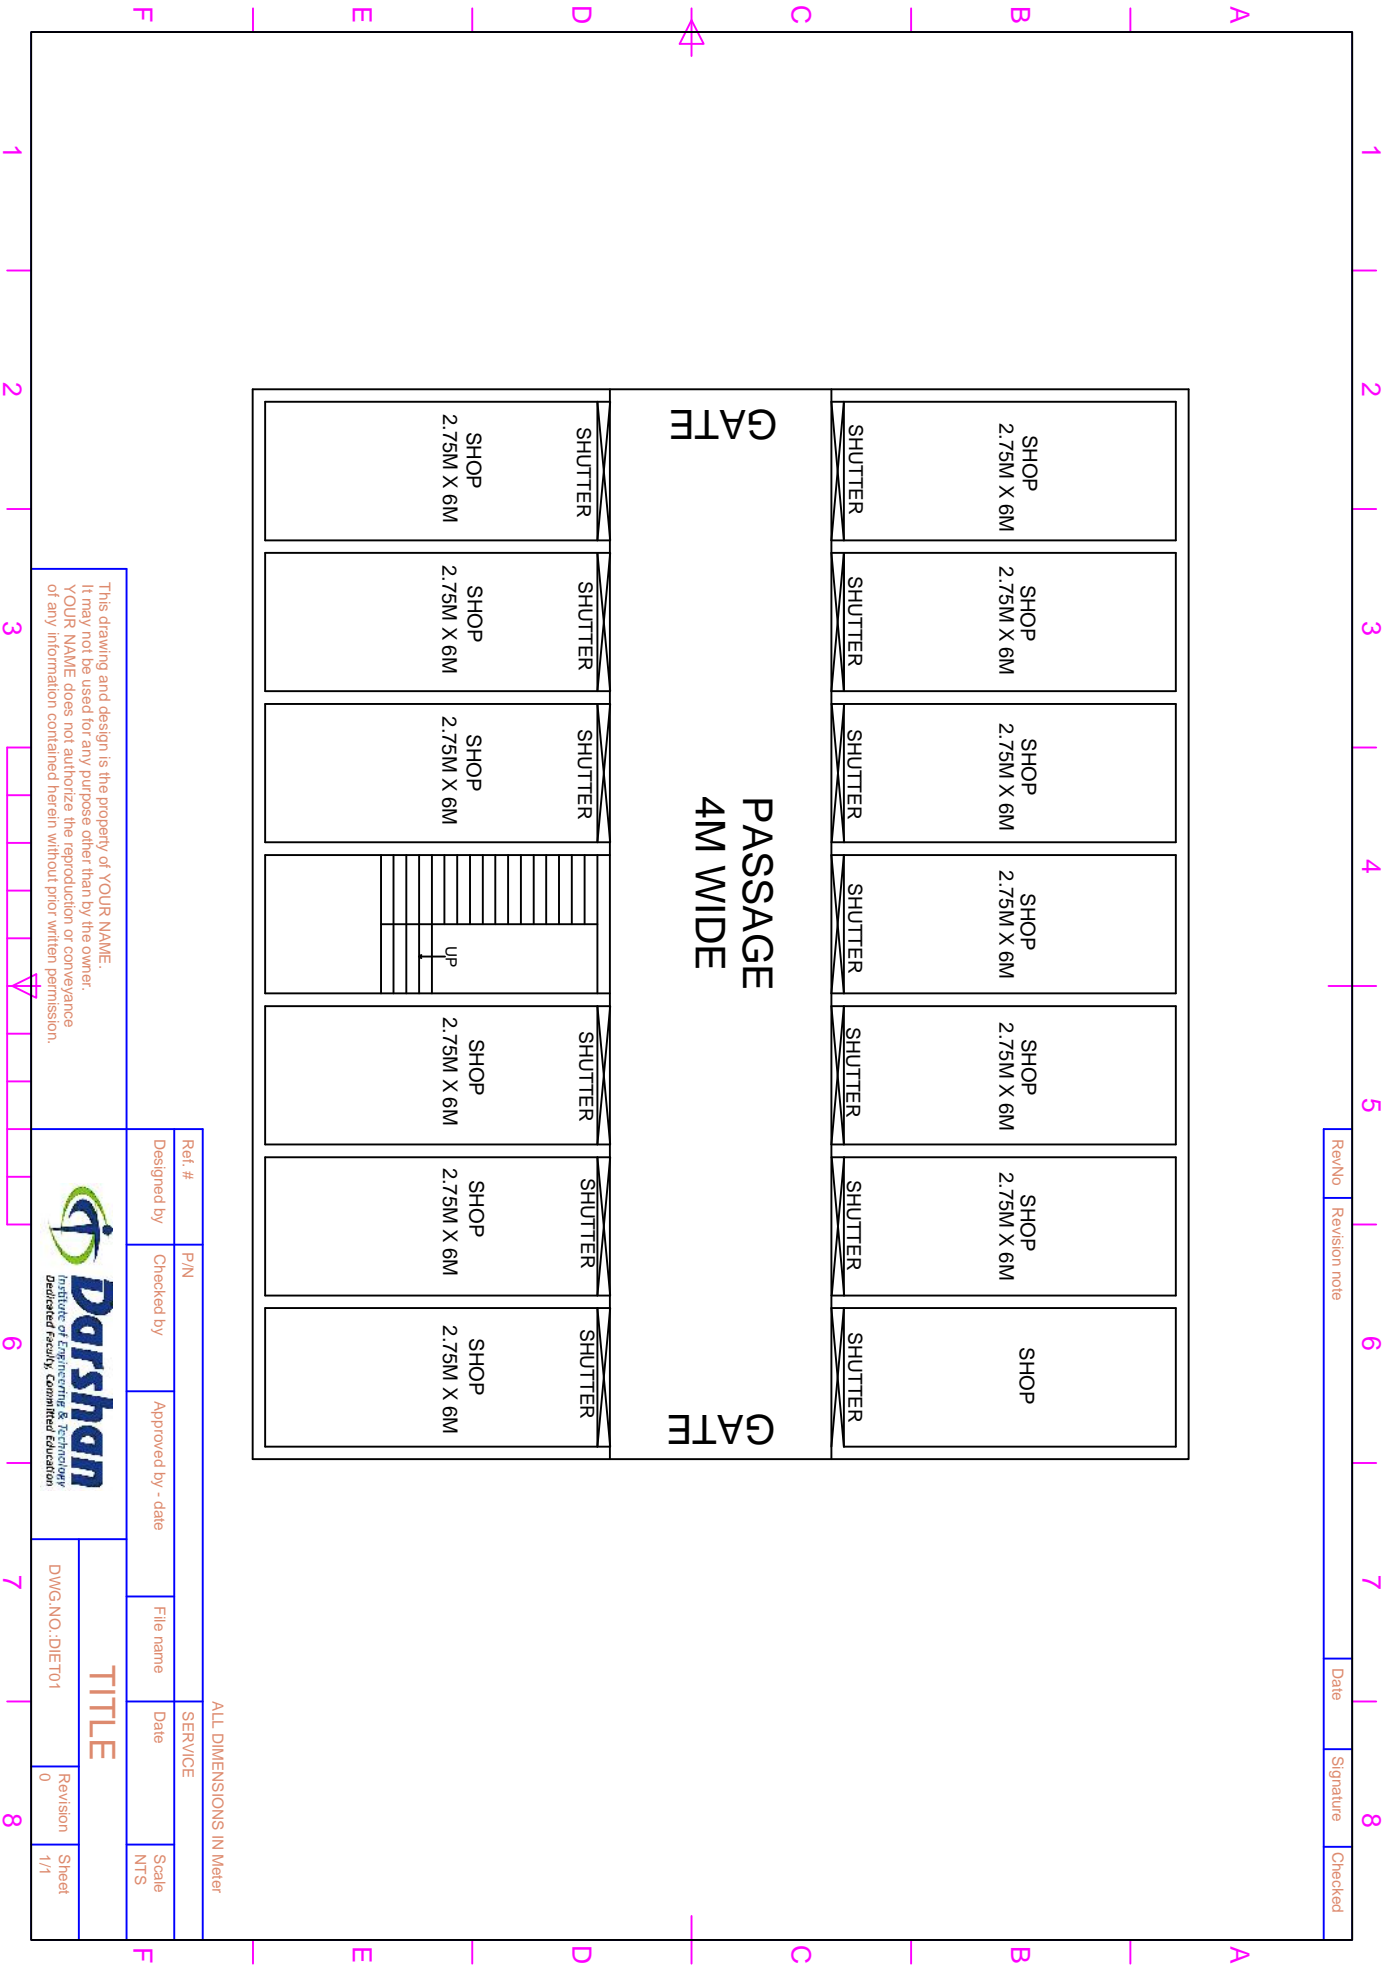 1
2
3
4
5
6
7
8
A
B
C
D
E
F
A
B
C
D
E
F
RevNo
Revision note
Date
Signature
Checked
SHOP
2.75M X 6M
SHOP
2.75M X 6M
SHOP
2.75M X 6M
SHOP
2.75M X 6M
SHOP
2.75M X 6M
SHOP
2.75M X 6M
SHOP
SHUTTER
SHUTTER
SHUTTER
SHUTTER
SHUTTER
SHUTTER
SHUTTER
GATE
PASSAGE
4M WIDE
GATE
SHUTTER
SHUTTER
SHUTTER
SHUTTER
SHUTTER
SHUTTER
SHOP
2.75M X 6M
SHOP
2.75M X 6M
SHOP
2.75M X 6M
UP
SHOP
2.75M X 6M
SHOP
2.75M X 6M
SHOP
2.75M X 6M
ALL DIMENSIONS IN Meter
Ref. #
P/N
SERVICE
Designed by
Checked by
Approved by - date
File name
Date
Scale
NTS
This drawing and design is the property of YOUR NAME.
It may not be used for any purpose other than by the owner.
YOUR NAME does not authorize the reproduction or conveyance
of any information contained herein without prior written permission.
Darshan
Institute of Engineering & Technology
Dedicated Faculty, Committed Education
TITLE
DWG.NO.:DIET01
Revision
0
Sheet
1/1
1
2
3
4
5
6
7
8